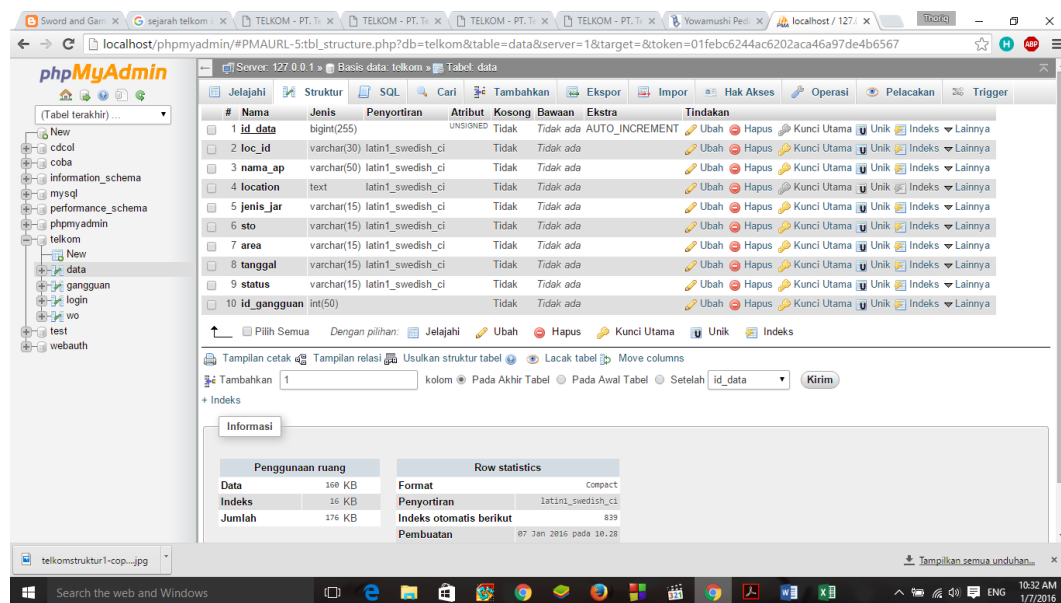 Sword and Gam
sejarah telkom i
TELKOM - PT. Te
TELKOM - PT. Te
TELKOM - PT. Te
TELKOM - PT. Te
Yowamushi Peda
localhost / 127.0
Thoriq
localhost/phpmyadmin/#PMAURL-5:tbl_structure.php?db=telkom&table=data&server=1&target=&token=01febc6244ac6202aca46a97de4b6567
phpMyAdmin
(Tabel terakhir) ...
New
cdcol
coba
information_schema
mysql
performance_schema
phpmyadmin
telkom
New
data
gangguan
login
wo
test
webauth
Server: 127.0.0.1 » Basis data: telkom » Tabel: data
Jelajahi Struktur SQL Cari Tambahkan Ekspor Impor Hak Akses Operasi Pelacakan Trigger
# Nama Jenis Penyortiran Atribut Kosong Bawaan Ekstra Tindakan
1 id_data bigint(255) UNSIGNED Tidak Tidak ada AUTO_INCREMENT Ubah Hapus Kunci Utama Unik Indeks Lainnya
2 loc_id varchar(30) latin1_swedish_ci Tidak Tidak ada Ubah Hapus Kunci Utama Unik Indeks Lainnya
3 nama_ap varchar(50) latin1_swedish_ci Tidak Tidak ada Ubah Hapus Kunci Utama Unik Indeks Lainnya
4 location text latin1_swedish_ci Tidak Tidak ada Ubah Hapus Kunci Utama Unik Indeks Lainnya
5 jenis_jar varchar(15) latin1_swedish_ci Tidak Tidak ada Ubah Hapus Kunci Utama Unik Indeks Lainnya
6 sto varchar(15) latin1_swedish_ci Tidak Tidak ada Ubah Hapus Kunci Utama Unik Indeks Lainnya
7 area varchar(15) latin1_swedish_ci Tidak Tidak ada Ubah Hapus Kunci Utama Unik Indeks Lainnya
8 tanggal varchar(15) latin1_swedish_ci Tidak Tidak ada Ubah Hapus Kunci Utama Unik Indeks Lainnya
9 status varchar(15) latin1_swedish_ci Tidak Tidak ada Ubah Hapus Kunci Utama Unik Indeks Lainnya
10 id_gangguan int(50) Tidak Tidak ada Ubah Hapus Kunci Utama Unik Indeks Lainnya
Pilih Semua Dengan pilihan: Jelajahi Ubah Hapus Kunci Utama Unik Indeks
Tampilan cetak Tampilan relasi Usulkan struktur tabel Lacak tabel Move columns
Tambahkan 1 kolom Pada Akhir Tabel Pada Awal Tabel Setelah id_data Kirim
+ Indeks
Informasi
Penggunaan ruang
Data 160 KB
Indeks 16 KB
Jumlah 176 KB
Row statistics
Format Compact
Penyortiran latin1_swedish_ci
Indeks otomatis berikut 839
Pembuatan 07 Jan 2016 pada 10.28
telkomstruktur1-cop....jpg
Tampilkan semua unduhan...
Search the web and Windows
ENG
10:32 AM
1/7/2016